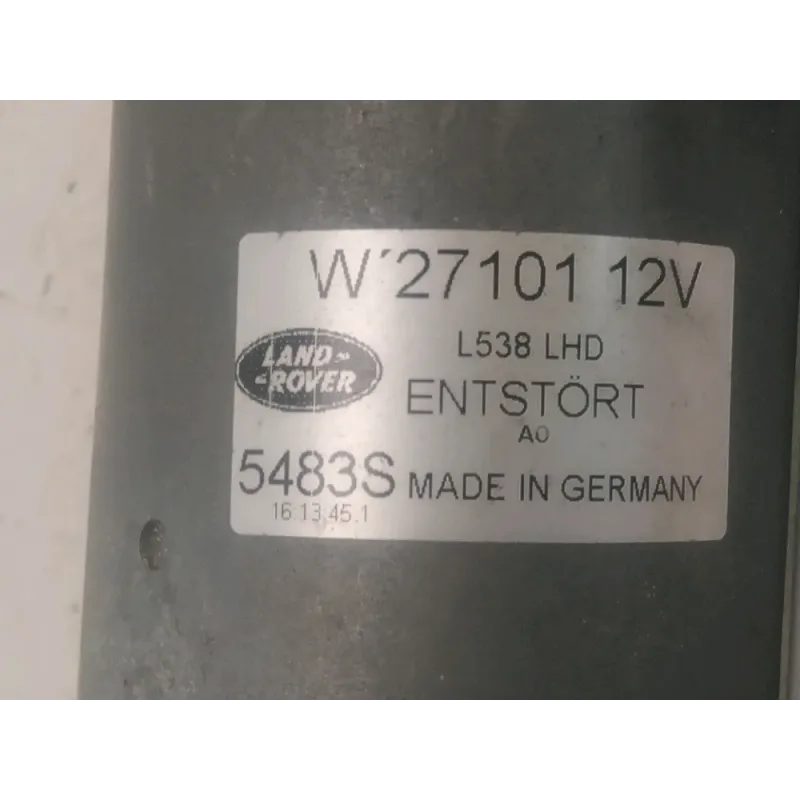 W´27101 12V
L538 LHD
LAND~
~ROVER
ENTSTÖRT
A0
5483S MADE IN GERMANY
16.13.45.1